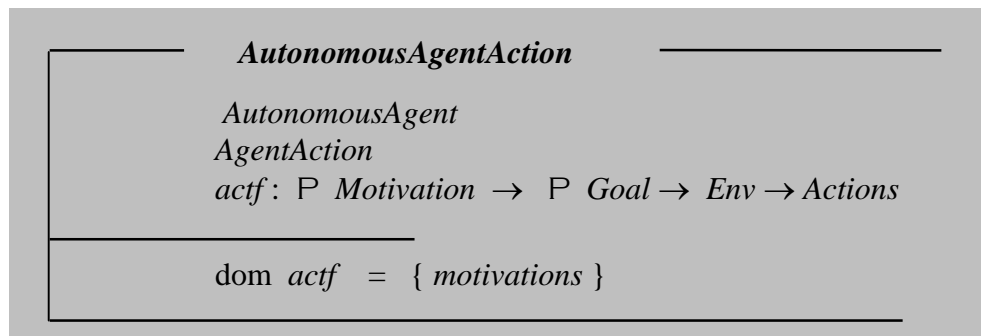 AutonomousAgentAction
AutonomousAgent
AgentAction
actf : P Motivation → P Goal → Env → Actions
dom actf = { motivations }